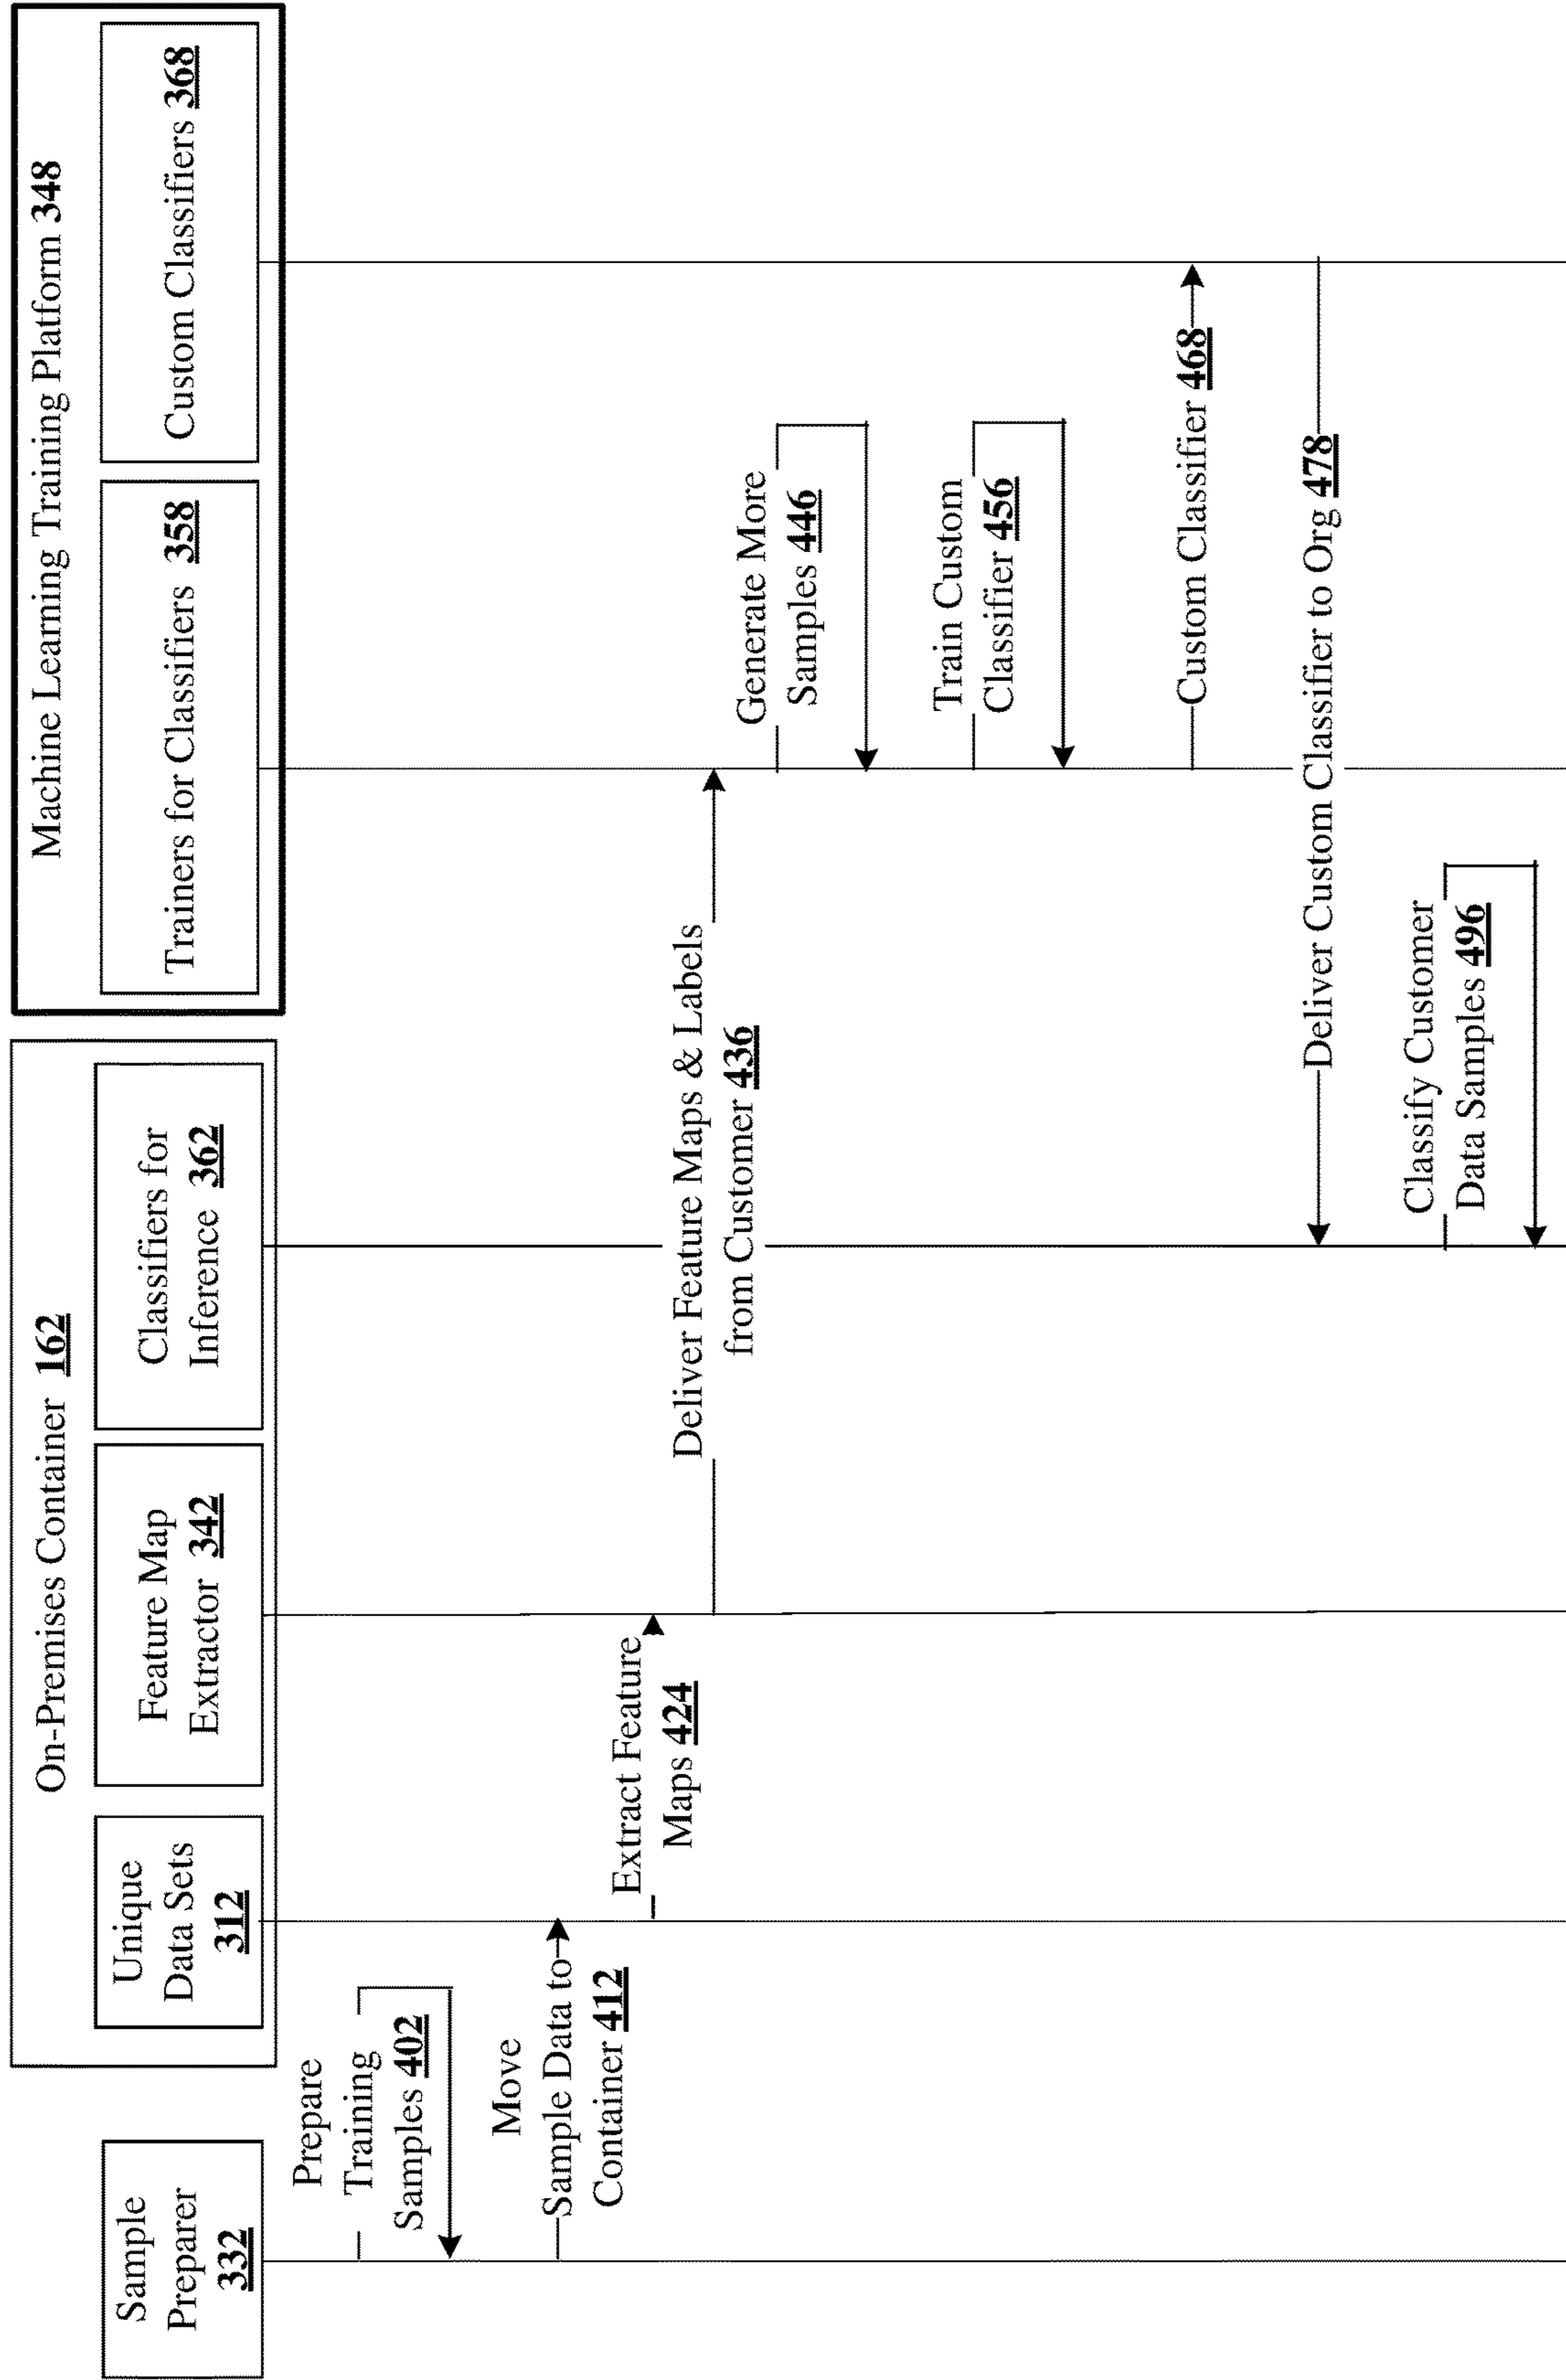 Sample
Preparer
332
On-Premises Container 162
Unique
Data Sets
312
Feature Map
Extractor 342
Classifiers for
Inference 362
Machine Learning Training Platform 348
Trainers for Classifiers 358
Custom Classifiers 368
Prepare
Training
Samples 402
Move
Sample Data to
Container 412
Extract Feature
Maps 424
Deliver Feature Maps & Labels
from Customer 436
Generate More
Samples 446
Train Custom
Classifier 456
Custom Classifier 468
Deliver Custom Classifier to Org 478
Classify Customer
Data Samples 496